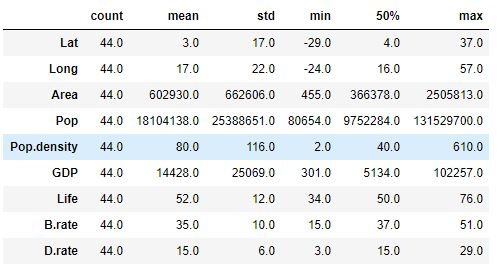 count mean std min 50% max
Lat 44.0 3.0 17.0 -29.0 4.0 37.0
Long 44.0 17.0 22.0 -24.0 16.0 57.0
Area 44.0 602930.0 662606.0 455.0 366378.0 2505813.0
Pop 44.0 18104138.0 25388651.0 80654.0 9752284.0 131529700.0
Pop.density 44.0 80.0 116.0 2.0 40.0 610.0
GDP 44.0 14428.0 25069.0 301.0 5134.0 102257.0
Life 44.0 52.0 12.0 34.0 50.0 76.0
B.rate 44.0 35.0 10.0 15.0 37.0 51.0
D.rate 44.0 15.0 6.0 3.0 15.0 29.0